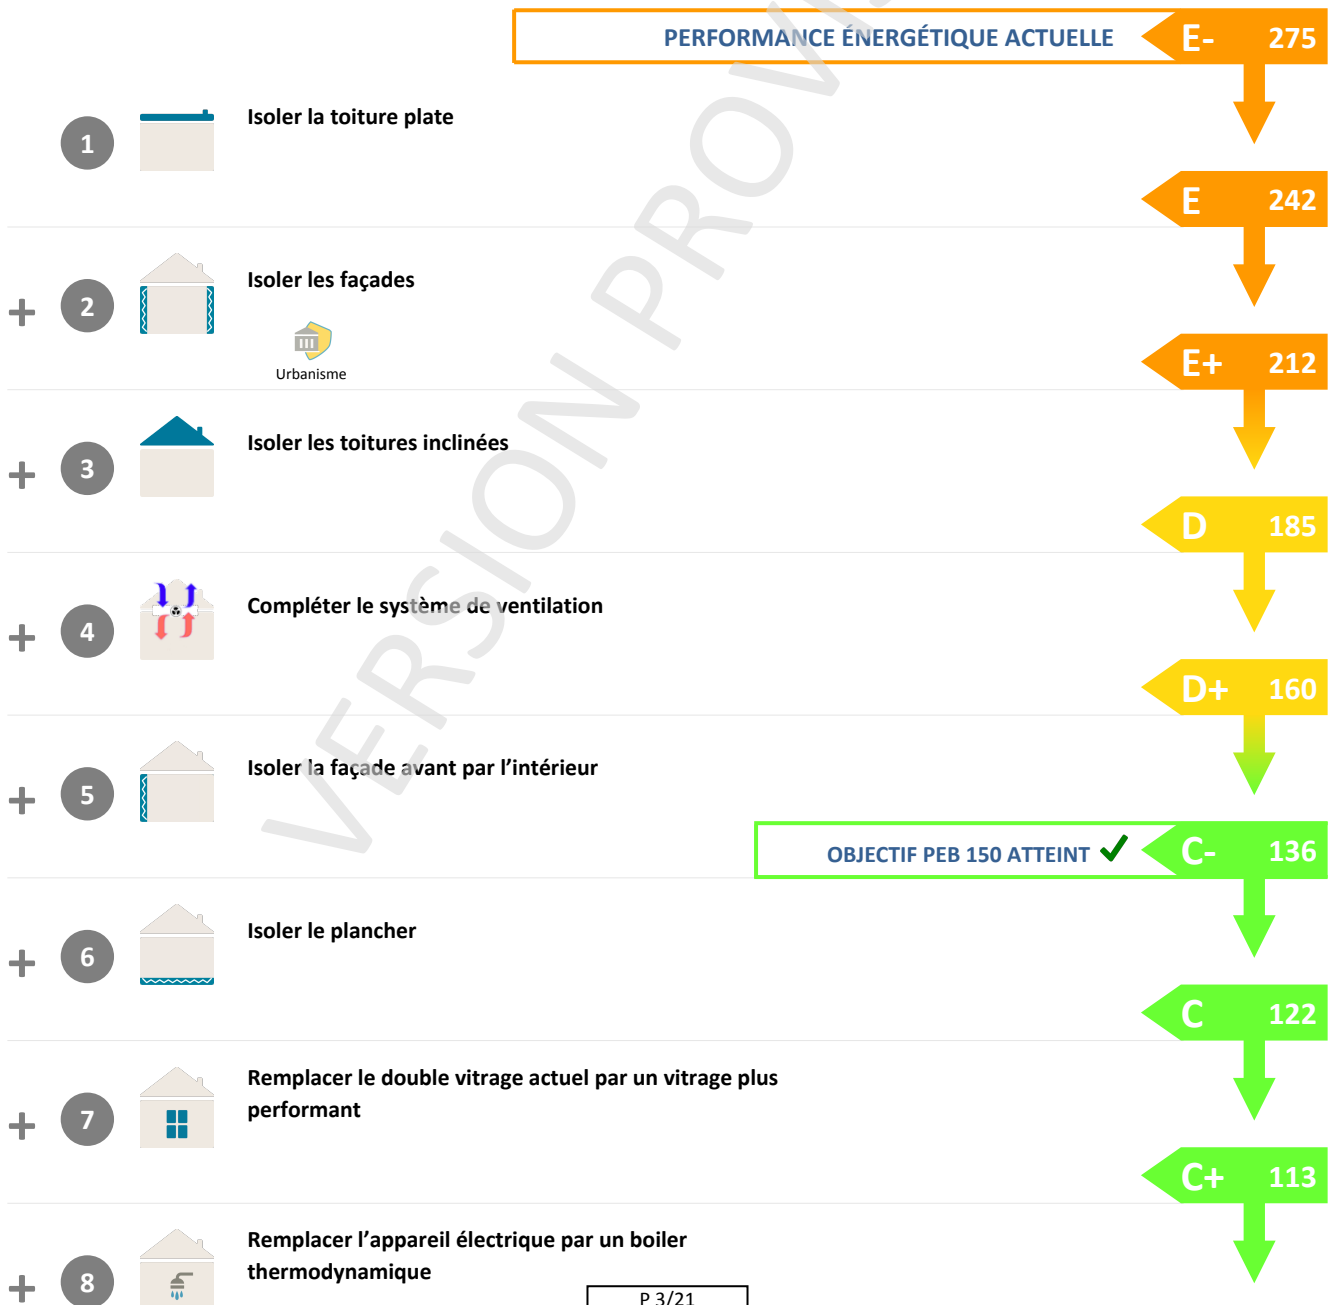 PERFORMANCE ÉNERGÉTIQUE ACTUELLE E- 275
1 Isoler la toiture plate
E 242
+ 2 Isoler les façades
Urbanisme
E+ 212
+ 3 Isoler les toitures inclinées
D 185
+ 4 Compléter le système de ventilation
D+ 160
+ 5 Isoler la façade avant par l’intérieur
OBJECTIF PEB 150 ATTEINT ✔ C- 136
+ 6 Isoler le plancher
C 122
+ 7 Remplacer le double vitrage actuel par un vitrage plus
performant
C+ 113
+ 8 Remplacer l’appareil électrique par un boiler
thermodynamique
P 3/21
VERSION PROVIS